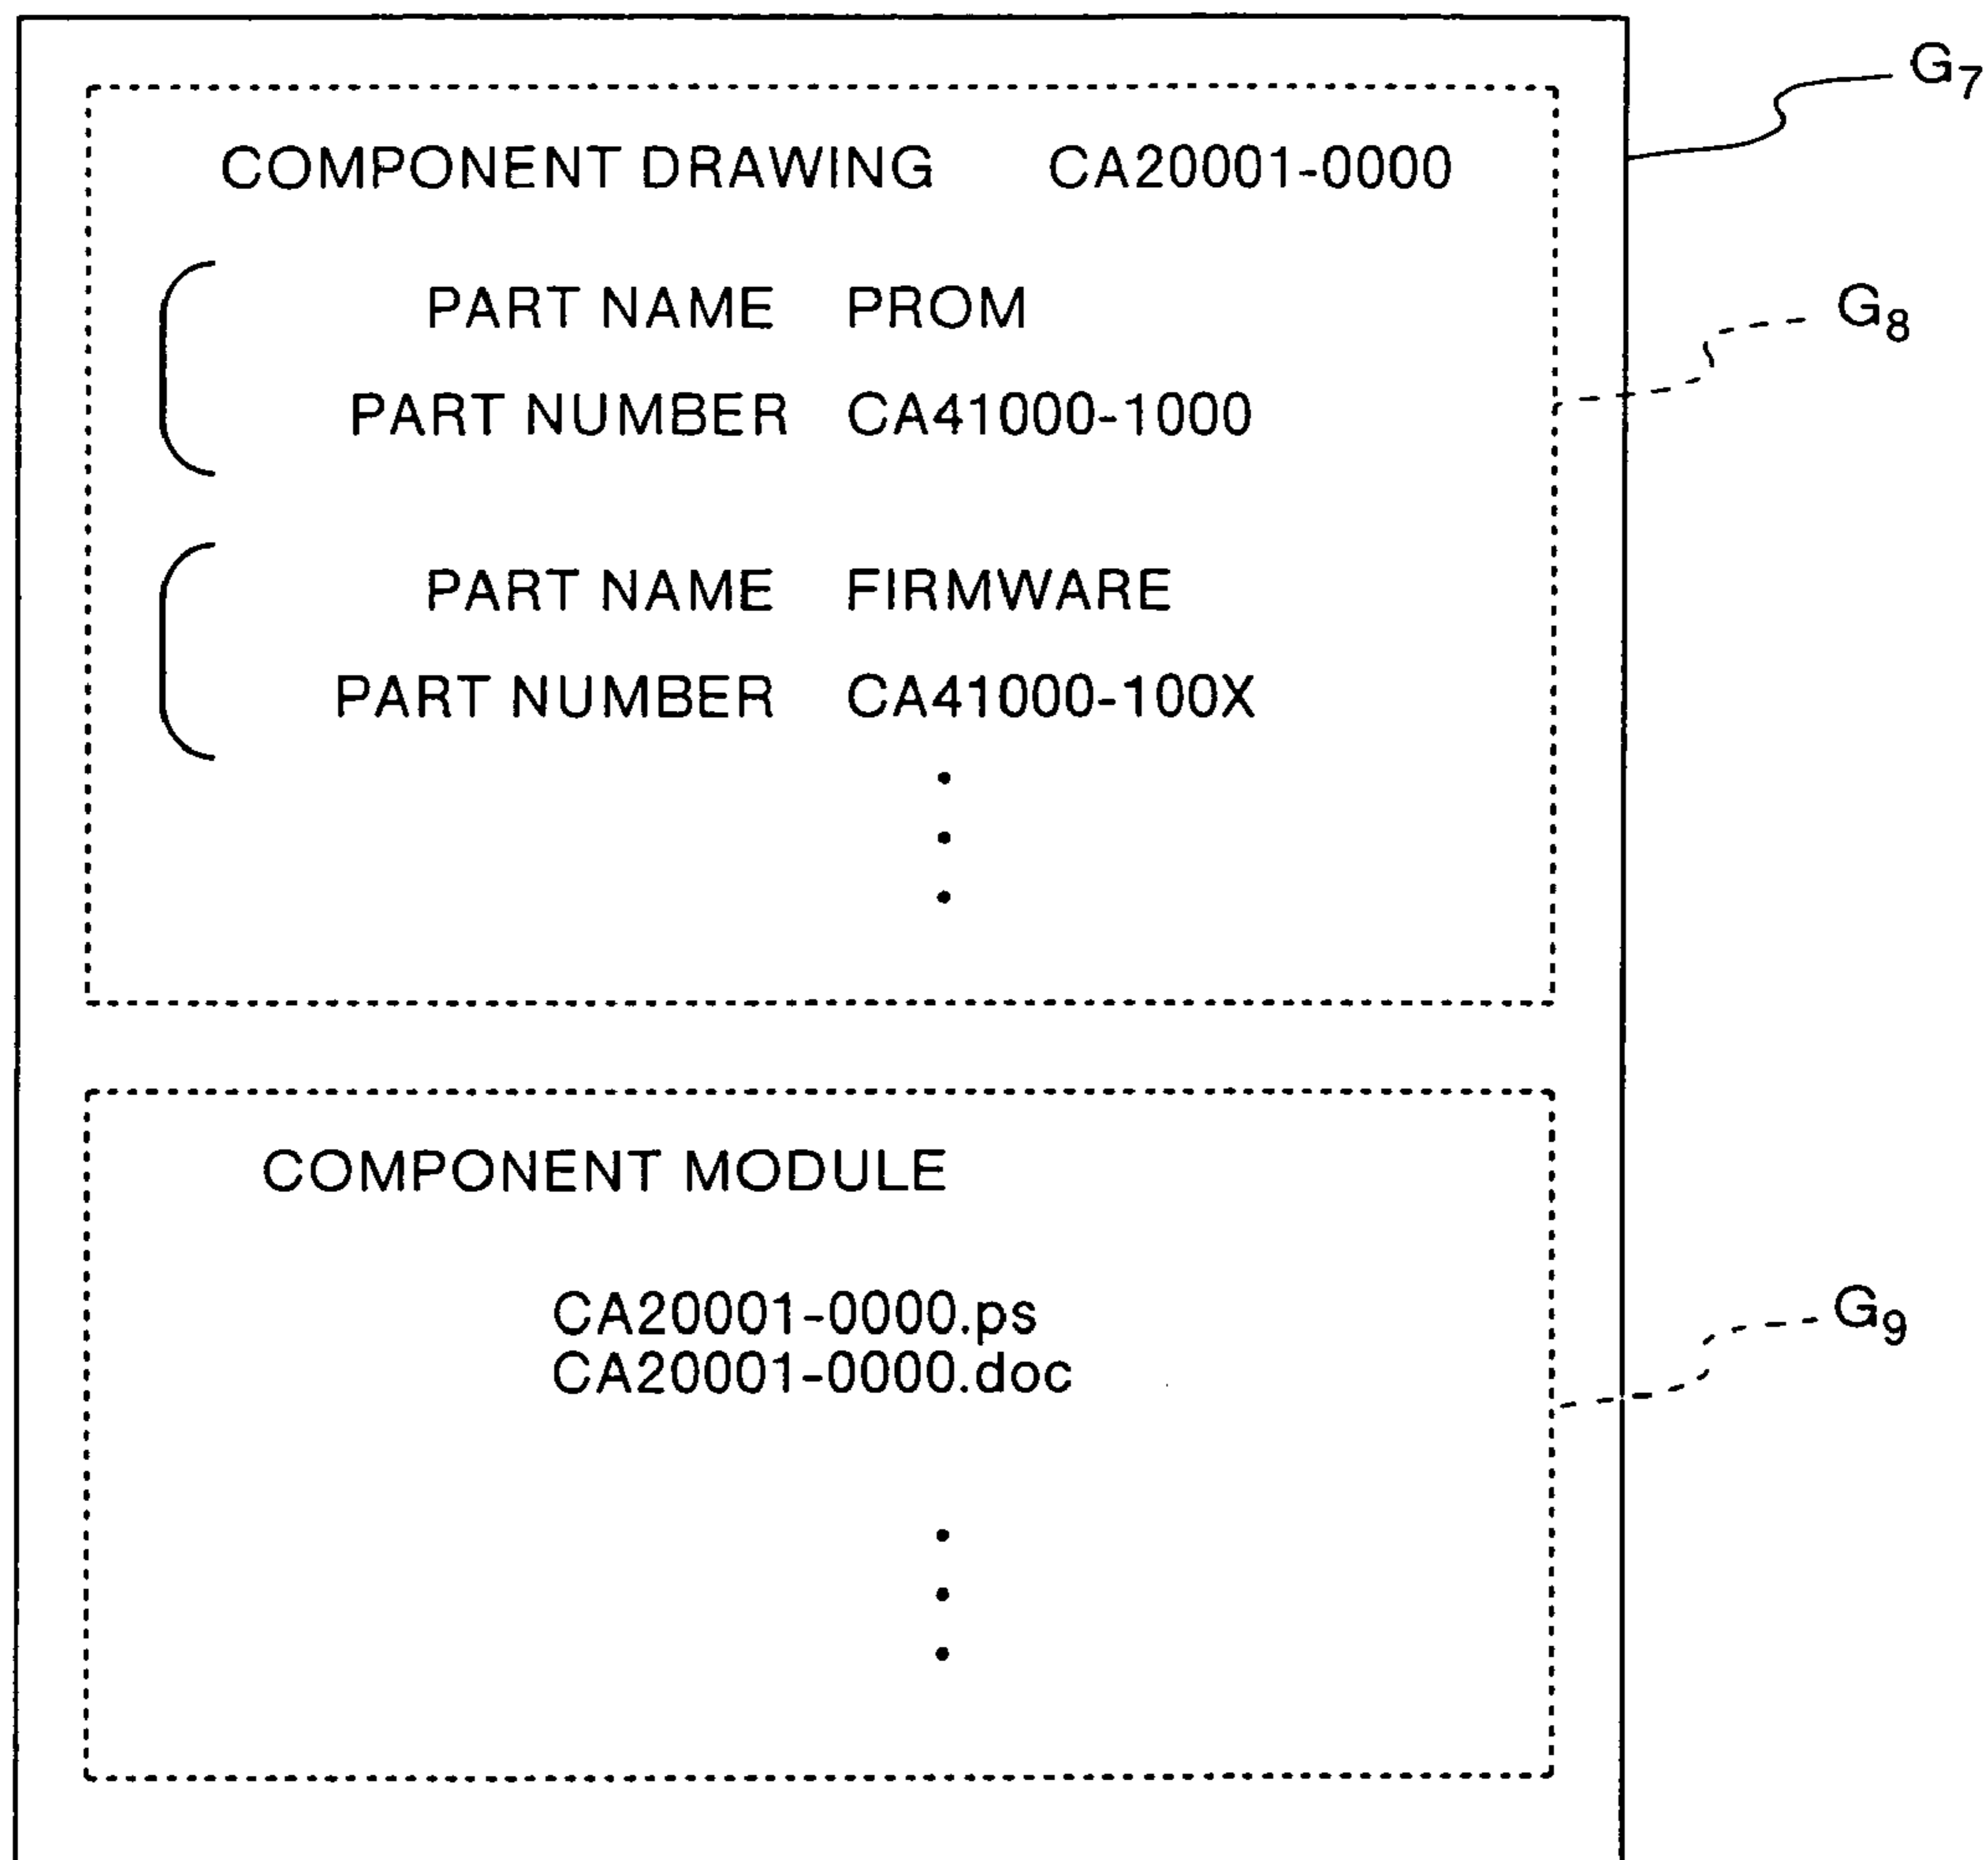 COMPONENT DRAWING CA20001-0000
G7
PART NAME PROM
G8
PART NUMBER CA41000-1000
PART NAME FIRMWARE
PART NUMBER CA41000-100X
COMPONENT MODULE
CA20001-0000.ps
G9
CA20001-0000.doc